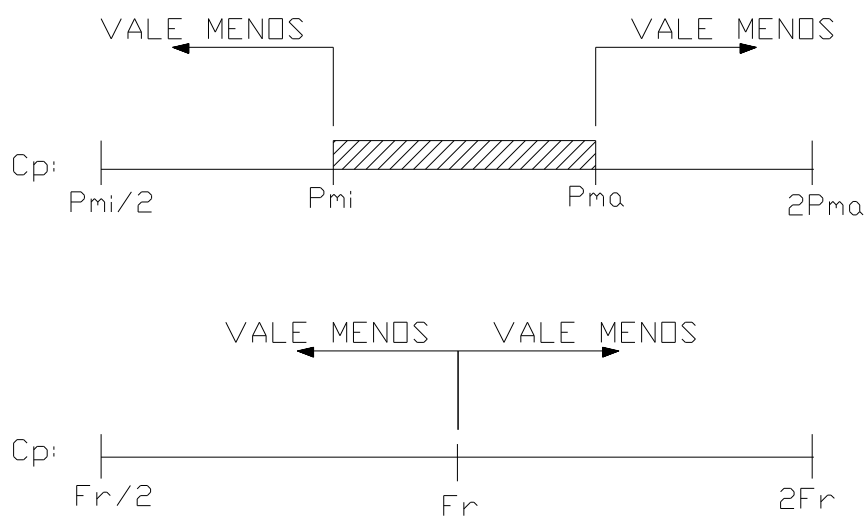 VALE MENOS VALE MENOS
Cp:
Pmi/2 Pmi Pma 2Pma
VALE MENOS VALE MENOS
Cp:
Fr/2 Fr 2Fr